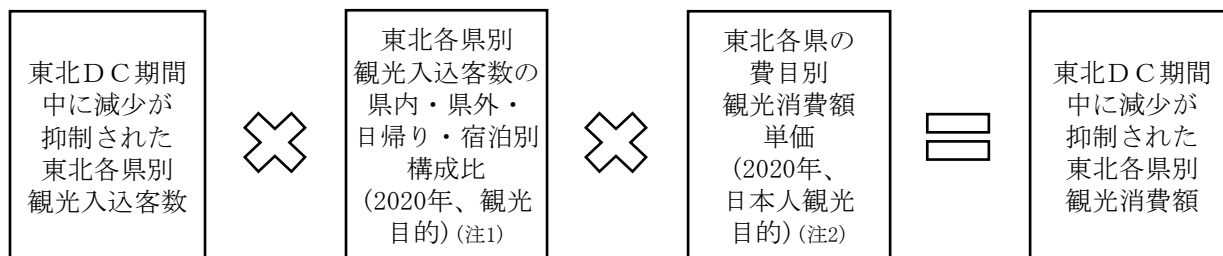 東北ＤＣ期間
中に減少が
抑制された
東北各県別
観光入込客数
東北各県別
観光入込客数の
県内・県外・
日帰り・宿泊別
構成比
(2020年、観光
目的)(注1)
東北各県の
費目別
観光消費額
単価
(2020年、
日本人観光
目的)(注2)
東北ＤＣ期間
中に減少が
抑制された
東北各県別
観光消費額